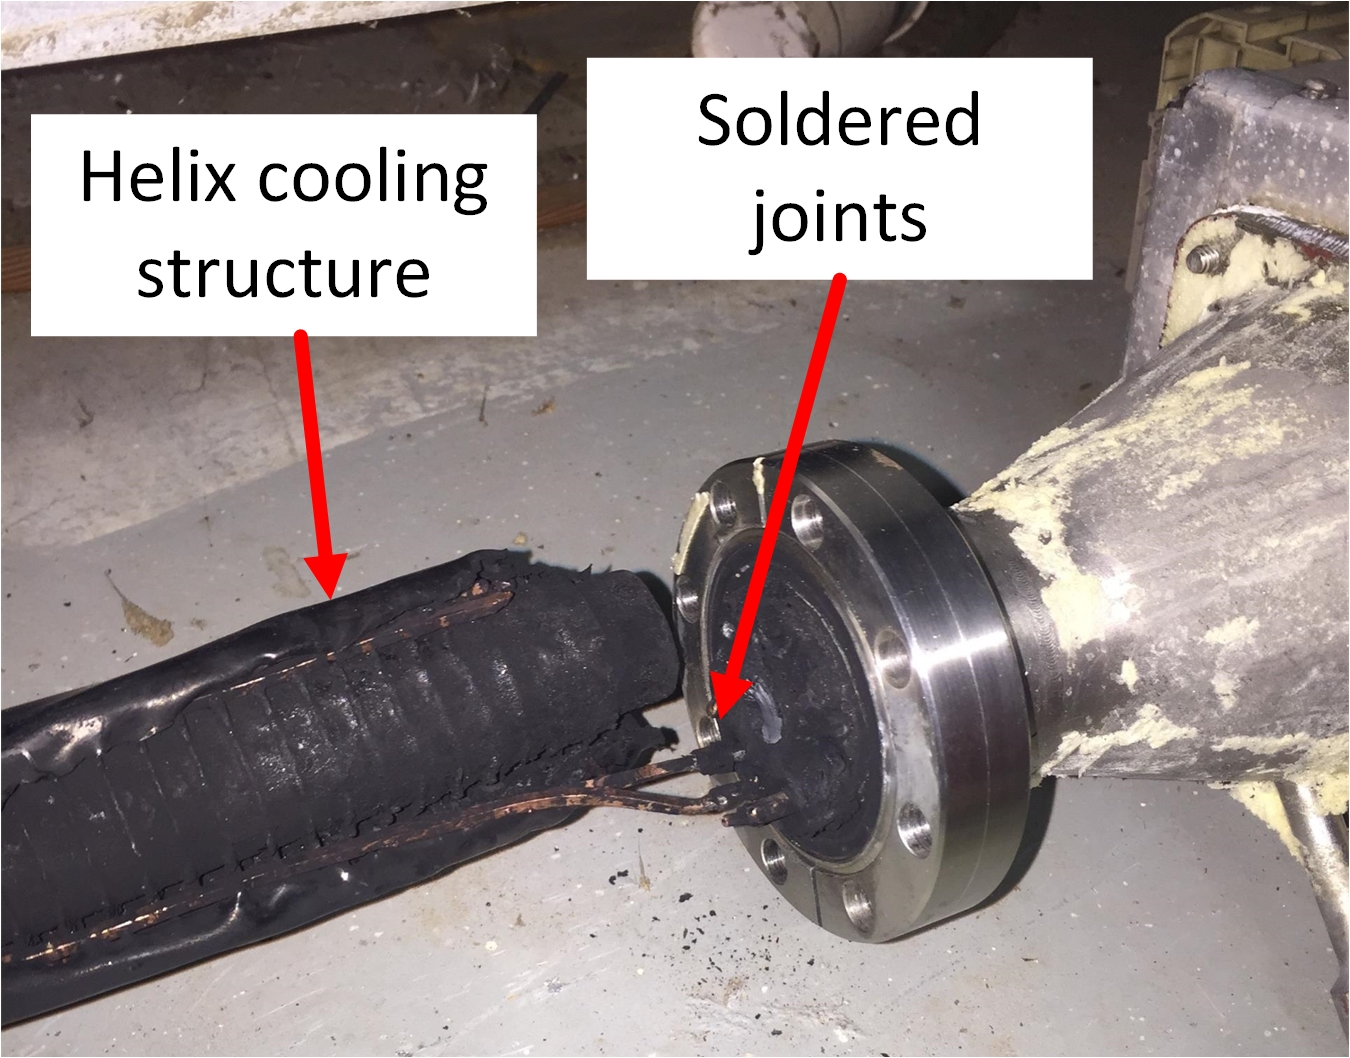 Helix cooling
structure
Soldered
joints